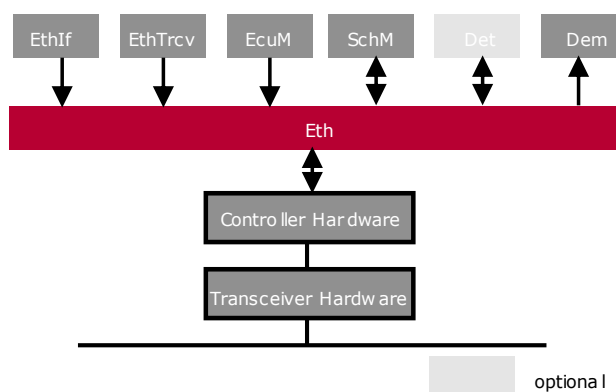 EthIf EthTrcv EcuM SchM Det Dem
Eth
Controller Hardware
Transceiver Hardware
optional